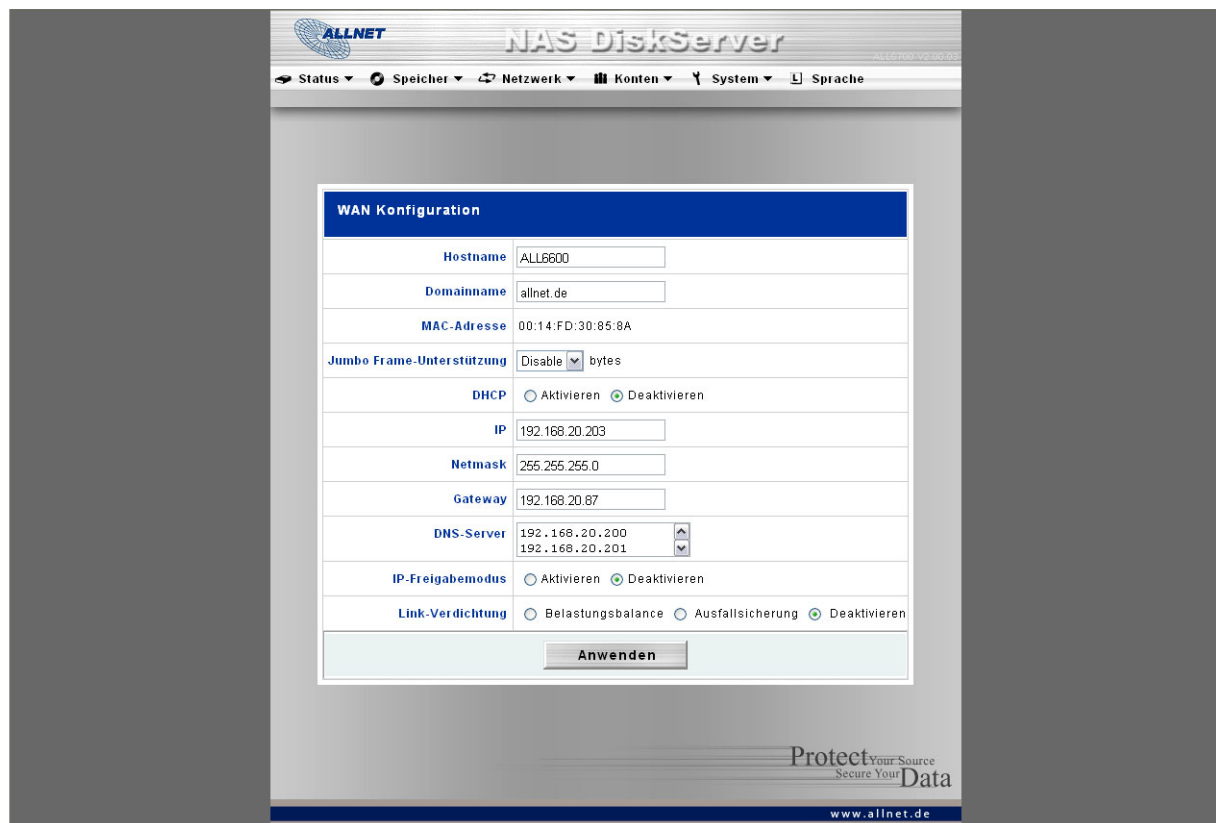 ALLNET
NAS DiskServer
ALL6700 V2.00.03
Status Speicher Netzwerk Konten System L Sprache
WAN Konfiguration
Hostname ALL6600
Domainname allnet.de
MAC-Adresse 00:14:FD:30:85:8A
Jumbo Frame-Unterstützung Disable bytes
DHCP Aktivieren Deaktivieren
IP 192.168.20.203
Netmask 255.255.255.0
Gateway 192.168.20.87
DNS-Server 192.168.20.200
192.168.20.201
IP-Freigabemodus Aktivieren Deaktivieren
Link-Verdichtung Belastungsbalance Ausfallsicherung Deaktivieren
Anwenden
Protect Your Source
Secure Your Data
www.allnet.de